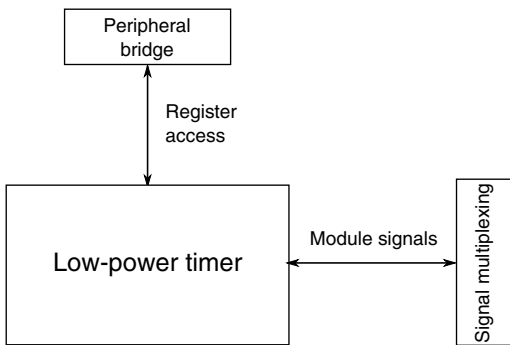 Peripheral
bridge
Register
access
Low-power timer
Module signals
Signal multiplexing